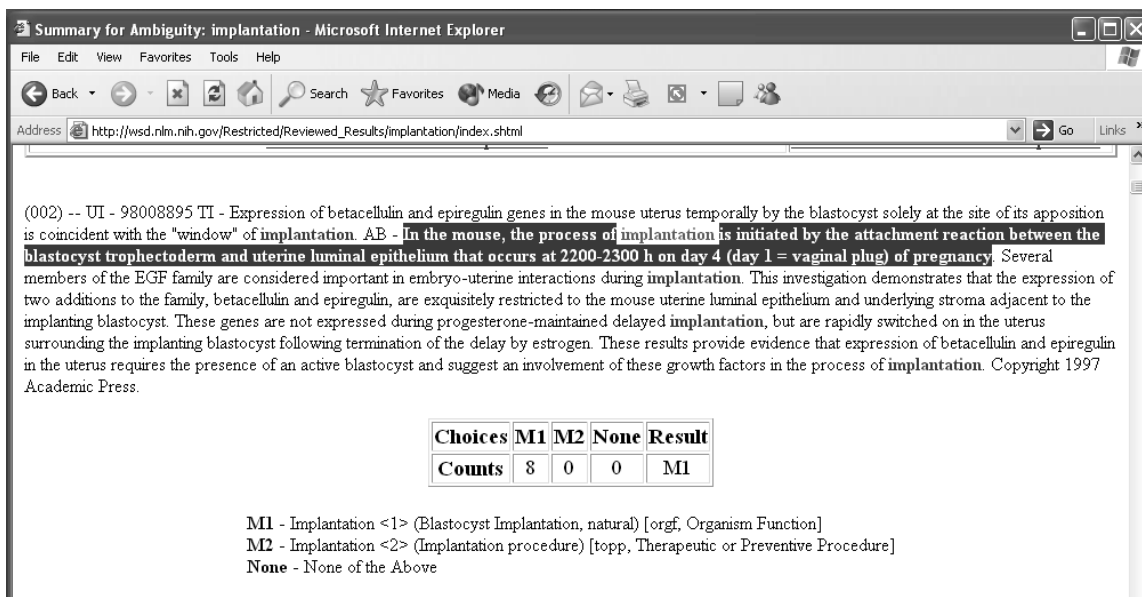 Summary for Ambiguity: implantation - Microsoft Internet Explorer
File Edit View Favorites Tools Help
Back Search Favorites Media
Address http://wsd.nlm.nih.gov/Restricted/Reviewed_Results/implantation/index.shtml Go Links »
(002) -- UI - 98008895 TI - Expression of betacellulin and epiregulin genes in the mouse uterus temporally by the blastocyst solely at the site of its apposition
is coincident with the "window" of implantation. AB - In the mouse, the process of implantation is initiated by the attachment reaction between the
blastocyst trophectoderm and uterine luminal epithelium that occurs at 2200-2300 h on day 4 (day 1 = vaginal plug) of pregnancy. Several
members of the EGF family are considered important in embryo-uterine interactions during implantation. This investigation demonstrates that the expression of
two additions to the family, betacellulin and epiregulin, are exquisitely restricted to the mouse uterine luminal epithelium and underlying stroma adjacent to the
implanting blastocyst. These genes are not expressed during progesterone-maintained delayed implantation, but are rapidly switched on in the uterus
surrounding the implanting blastocyst following termination of the delay by estrogen. These results provide evidence that expression of betacellulin and epiregulin
in the uterus requires the presence of an active blastocyst and suggest an involvement of these growth factors in the process of implantation. Copyright 1997
Academic Press.
Choices M1 M2 None Result
Counts 8 0 0 M1
M1 - Implantation <1> (Blastocyst Implantation, natural) [orgf, Organism Function]
M2 - Implantation <2> (Implantation procedure) [topp, Therapeutic or Preventive Procedure]
None - None of the Above